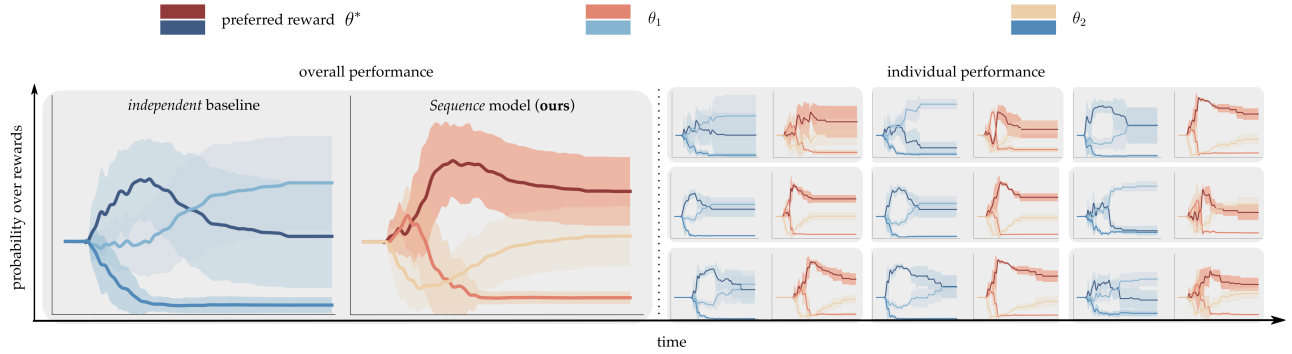 preferred reward θ*
θ₁
θ₂
overall performance
individual performance
independent baseline
Sequence model (ours)
probability over rewards
time